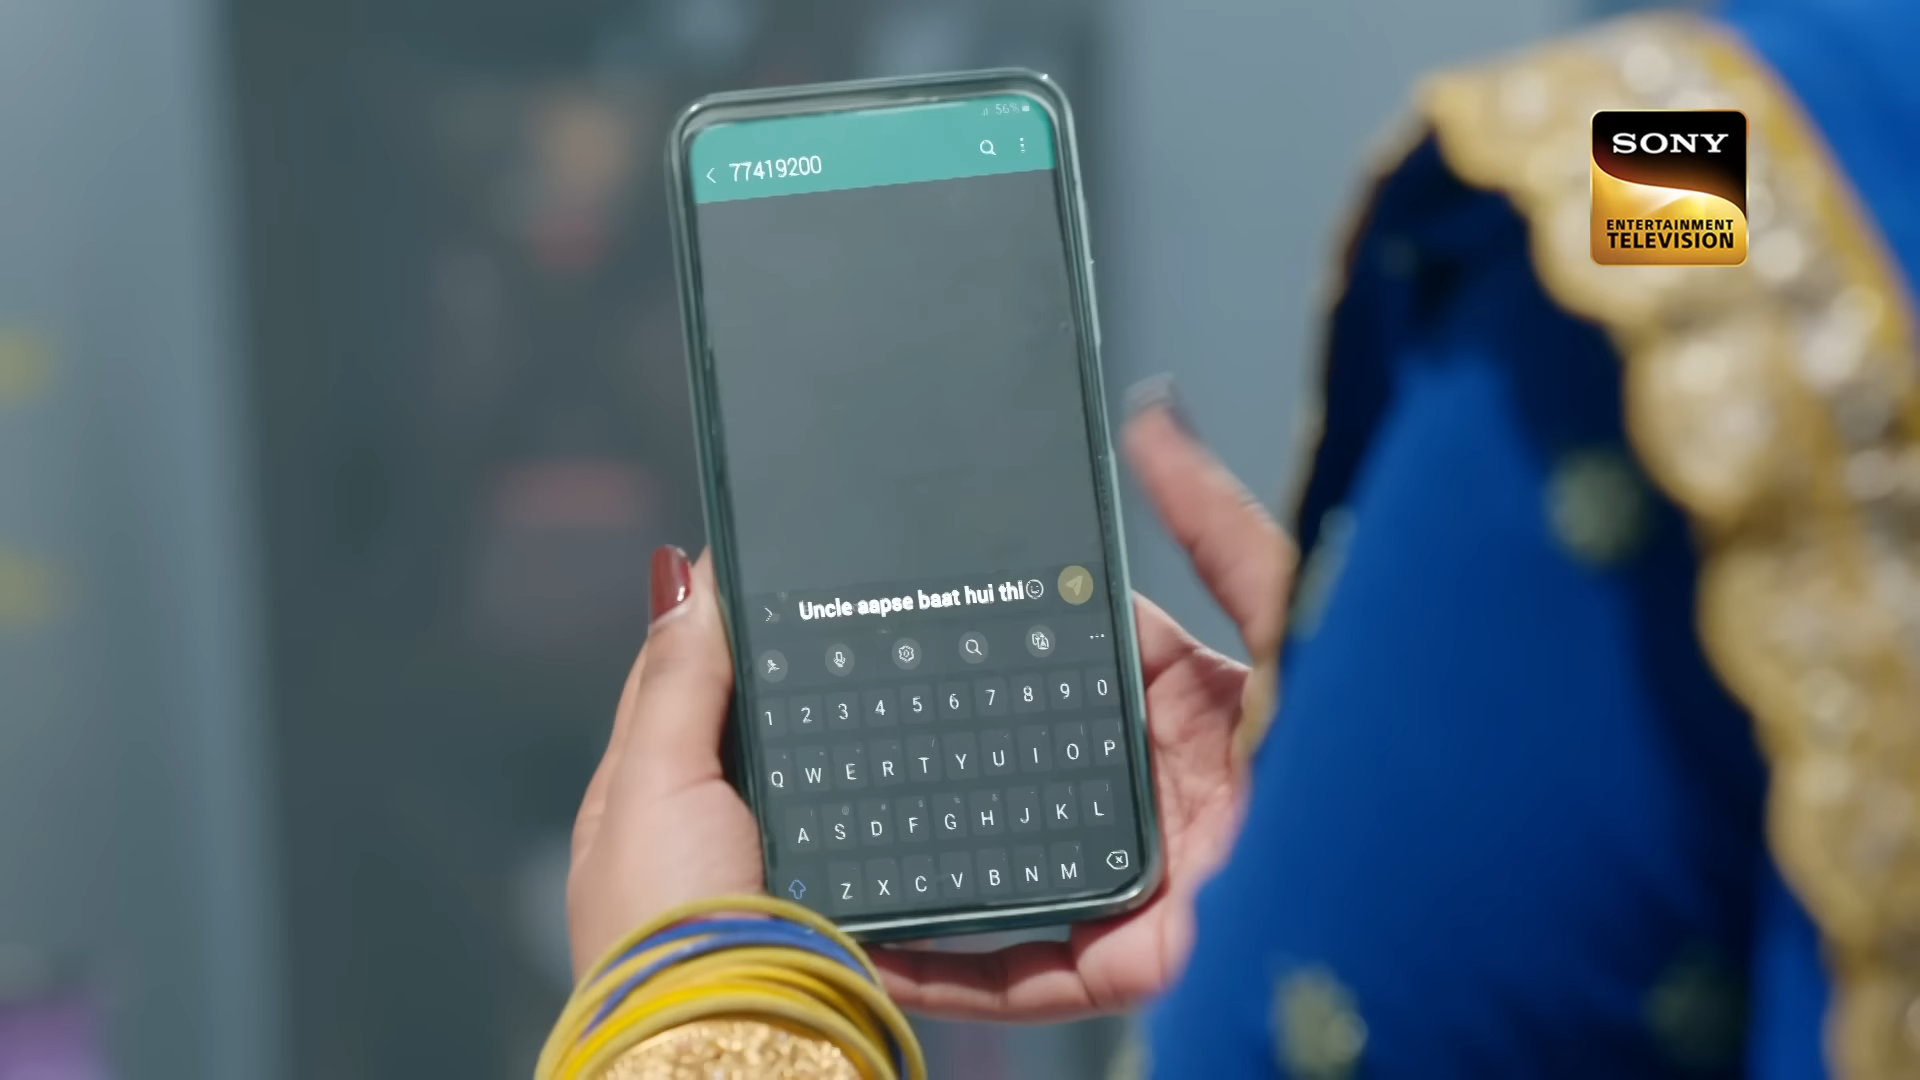 56%
77419200
SONY
ENTERTAINMENT
TELEVISION
Uncle aapse baat hui thi
1 2 3 4 5 6 7 8 9 0
Q W E R T Y U I O P
A S D F G H J K L
Z X C V B N M